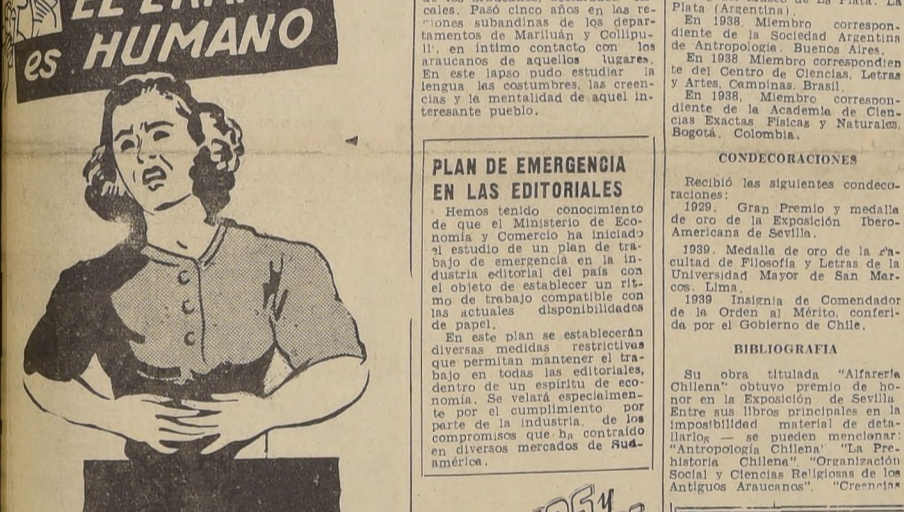 EL ERRAR
es HUMANO
cales. Pasó cinco años en las re-
giones subandinas de los depar-
tamentos de Mariluán y Collipu-
lli, en íntimo contacto con los
araucanos de aquellos lugares.
En este lapso pudo estudiar la
lengua las costumbres, las creen-
cias y la mentalidad de aquel in-
teresante pueblo.
PLAN DE EMERGENCIA
EN LAS EDITORIALES
Hemos tenido conocimiento
de que el Ministerio de Eco-
nomía y Comercio ha iniciado
el estudio de un plan de tra-
bajo de emergencia en la in-
dustria editorial del país con
el objeto de establecer un rit-
mo de trabajo compatible con
las actuales disponibilidades
de papel.
En este plan se establecerán
diversas medidas restrictivas
que permitan mantener el tra-
bajo en todas las editoriales,
dentro de un espíritu de eco-
nomía. Se velará especialmen-
te por el cumplimiento por
parte de la industria, de los
compromisos que ha contraído
en diversos mercados de Sud-
américa.
Plata (Argentina).
En 1938. Miembro correspon-
diente de la Sociedad Argentina
de Antropología. Buenos Aires.
En 1938 Miembro correspondien
te del Centro de Ciencias, Letras
y Artes, Campinas. Brasil.
En 1938, Miembro correspon-
diente de la Academia de Cien-
cias Exactas Físicas y Naturales,
Bogotá. Colombia.
CONDECORACIONES
Recibió las siguientes condeco-
raciones:
1929. Gran Premio y medalla
de oro de la Exposición Ibero-
Americana de Sevilla.
1939. Medalla de oro de la Fa-
cultad de Filosofía y Letras de la
Universidad Mayor de San Mar-
cos. Lima.
1939 Insignia de Comendador
de la Orden al Mérito, conferi-
da por el Gobierno de Chile.
BIBLIOGRAFIA
Su obra titulada "Alfarería
Chilena" obtuvo premio de ho-
nor en la Exposición de Sevilla
Entre sus libros principales en la
imposibilidad material de deta-
llarlos — se pueden mencionar:
"Antropología Chilena" "La Pre-
historia Chilena". "Organización
Social y Ciencias Religiosas de los
Antiguos Araucanos". "Creencias